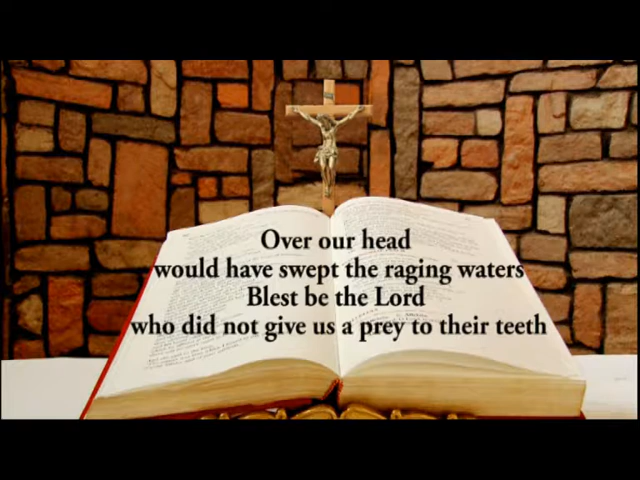 Over our head
would have swept the raging waters
Blest be the Lord
who did not give us a prey to their teeth